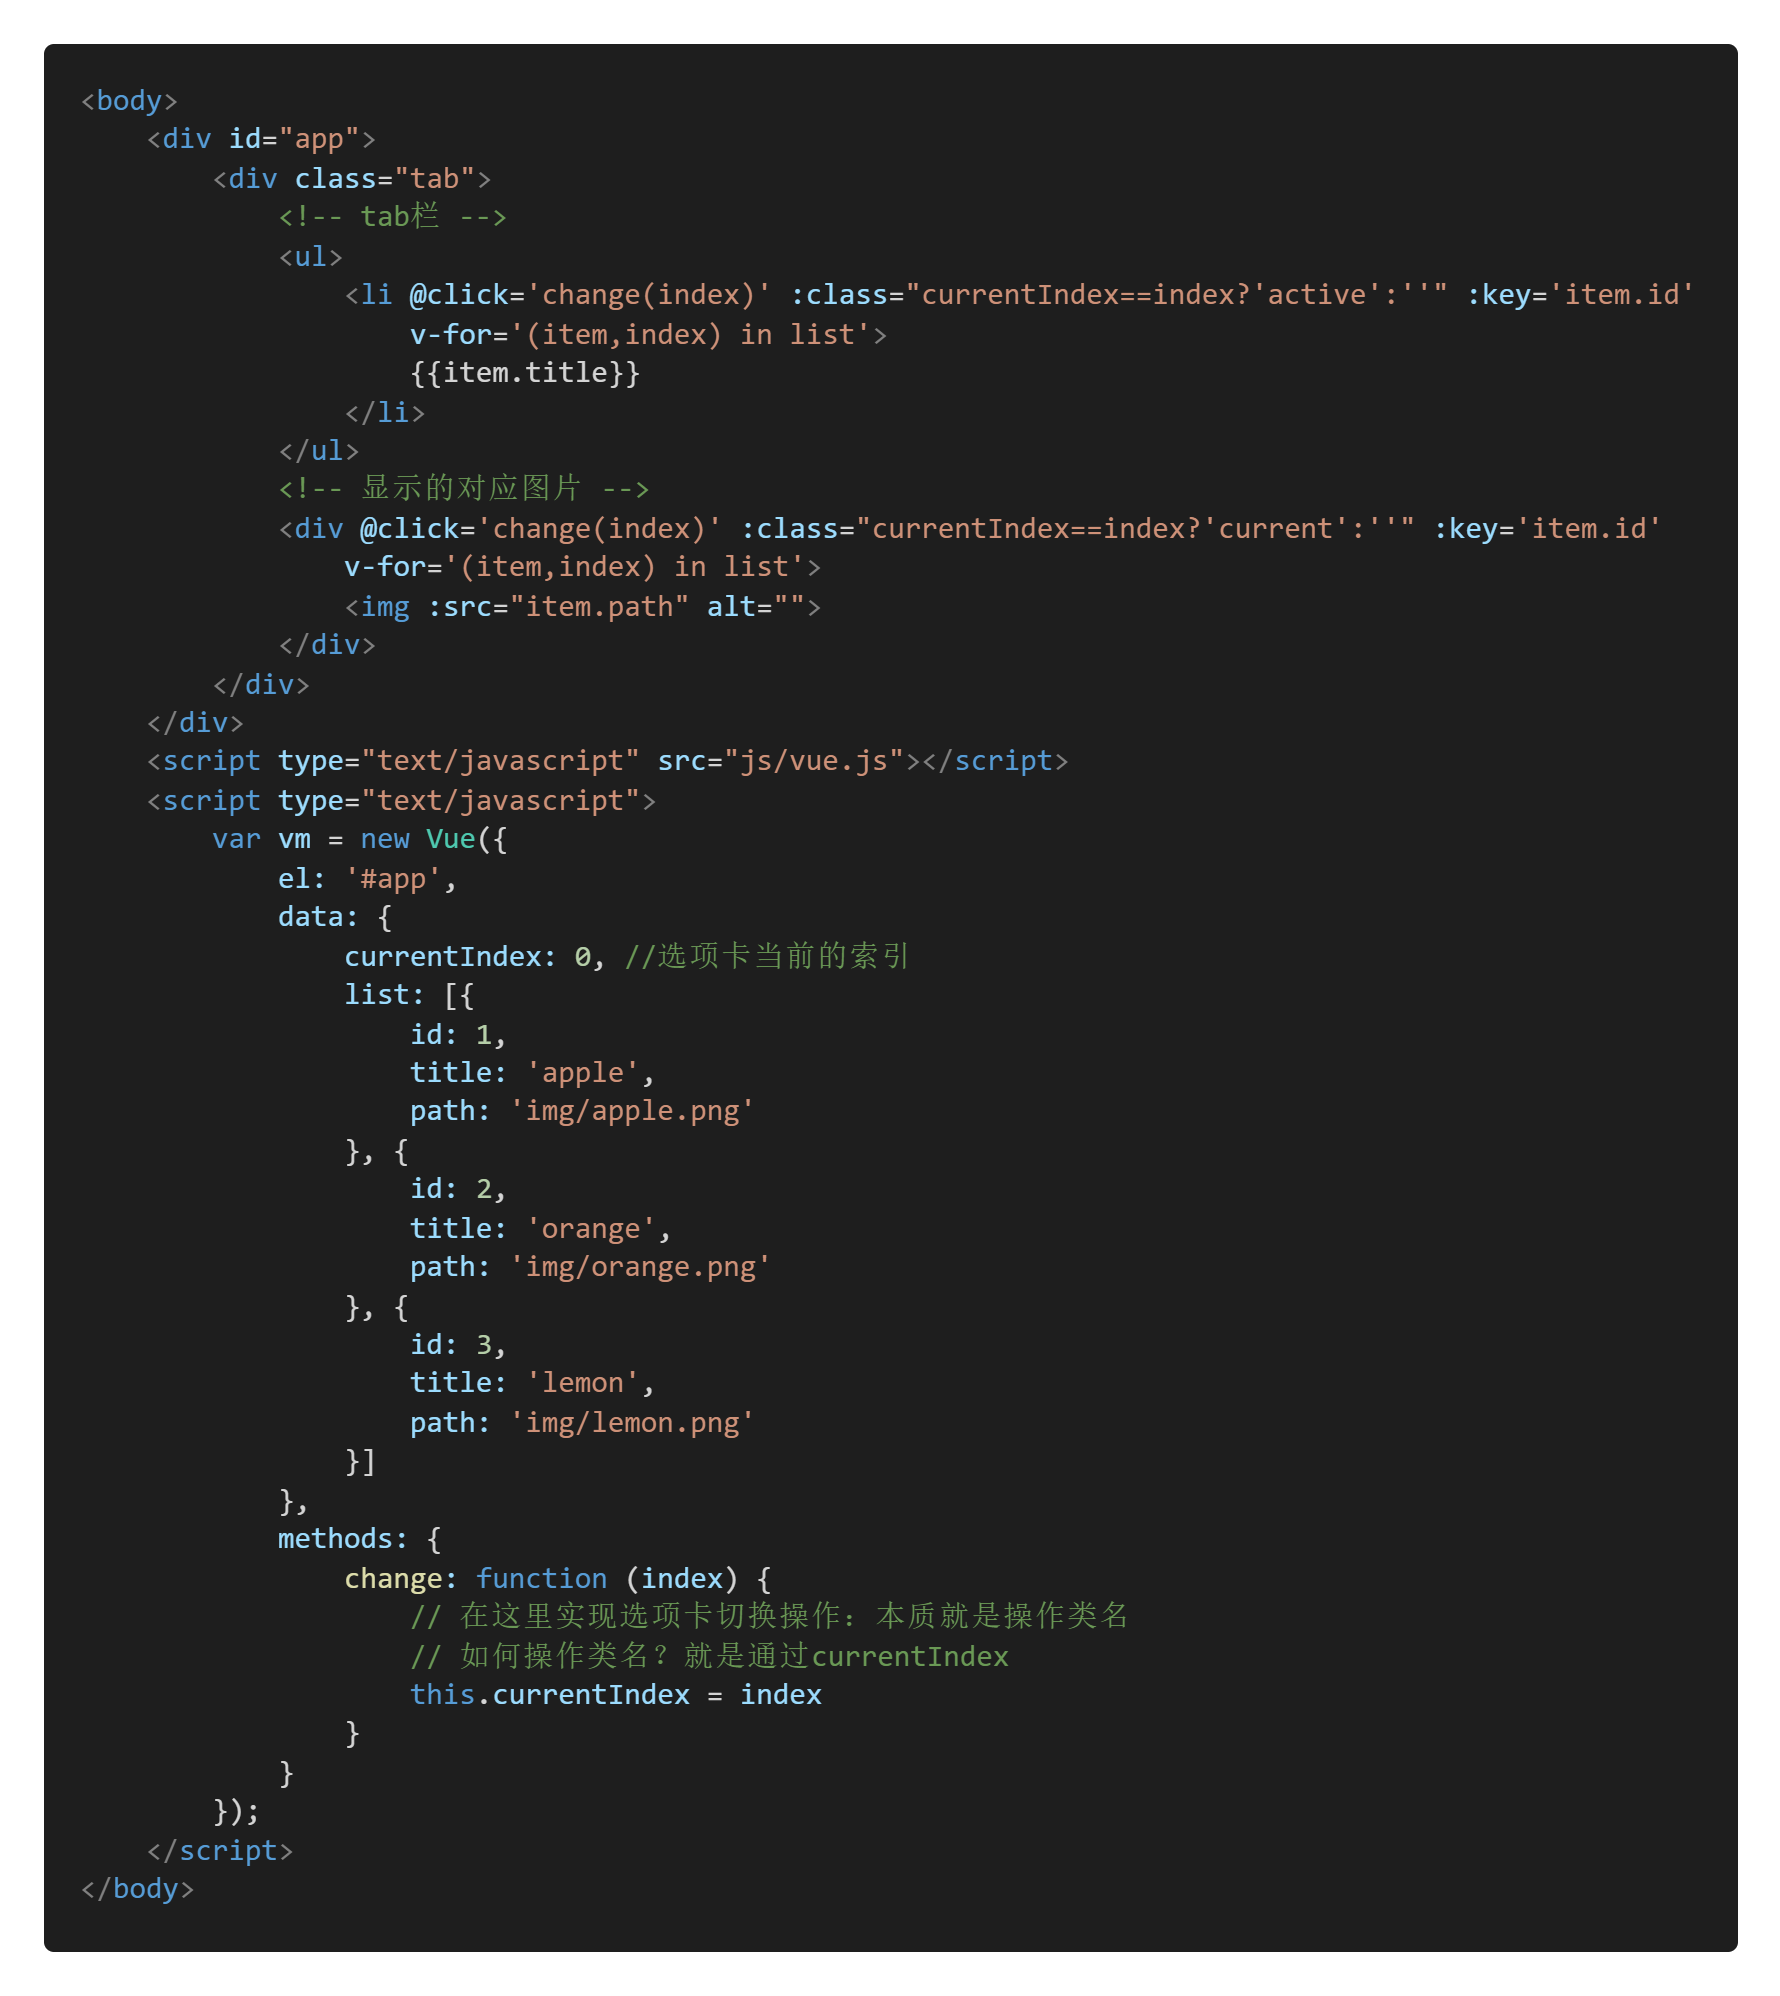 <body>
    <div id="app">
        <div class="tab">
            <!-- tab栏 -->
            <ul>
                <li @click='change(index)' :class="currentIndex==index?'active':''" :key='item.id'
                    v-for='(item,index) in list'>
                    {{item.title}}
                </li>
            </ul>
            <!-- 显示的对应图片 -->
            <div @click='change(index)' :class="currentIndex==index?'current':''" :key='item.id'
                v-for='(item,index) in list'>
                <img :src="item.path" alt="">
            </div>
        </div>
    </div>
    <script type="text/javascript" src="js/vue.js"></script>
    <script type="text/javascript">
        var vm = new Vue({
            el: '#app',
            data: {
                currentIndex: 0, //选项卡当前的索引
                list: [{
                    id: 1,
                    title: 'apple',
                    path: 'img/apple.png'
                }, {
                    id: 2,
                    title: 'orange',
                    path: 'img/orange.png'
                }, {
                    id: 3,
                    title: 'lemon',
                    path: 'img/lemon.png'
                }]
            },
            methods: {
                change: function (index) {
                    // 在这里实现选项卡切换操作：本质就是操作类名
                    // 如何操作类名？就是通过currentIndex
                    this.currentIndex = index
                }
            }
        });
    </script>
</body>